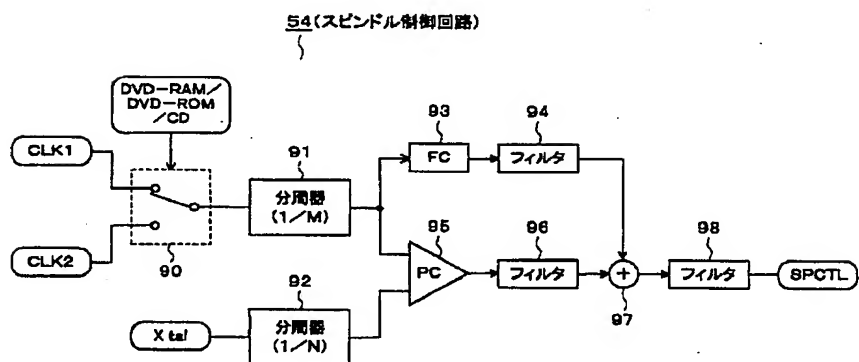 54(スピンドル制御回路)
DVD-RAM/
DVD-ROM
/CD
93
94
CLK1
91
FC
フィルタ
分周器
(1/M)
95
96
98
CLK2
90
PC
フィルタ
+
フィルタ
SPCTL
92
97
Xtal
分周器
(1/N)